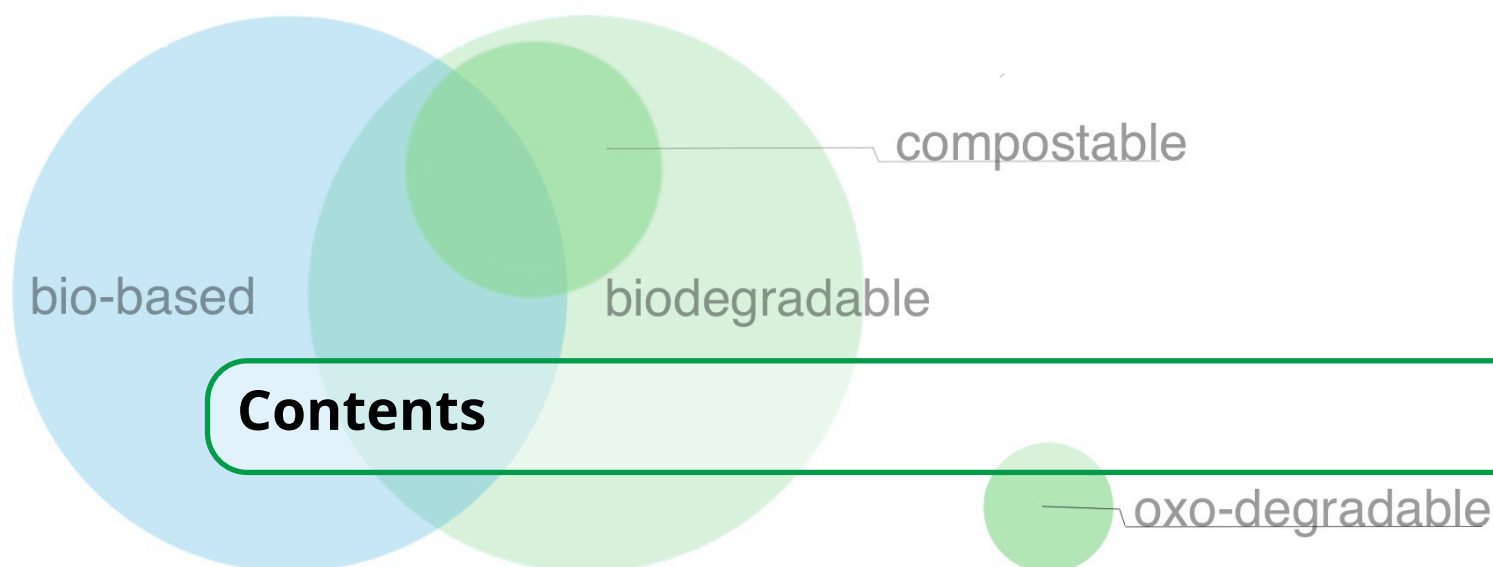 compostable
bio-based
biodegradable
Contents
oxo-degradable